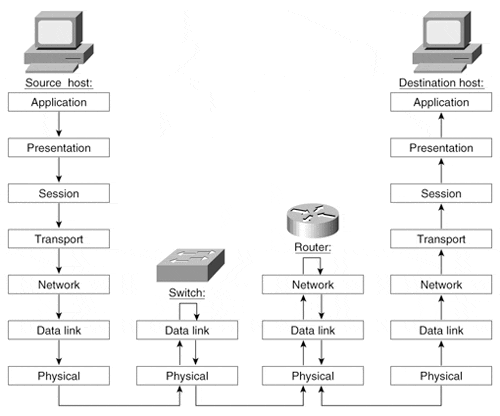 Source host:
Application
Presentation
Session
Transport
Network
Data link
Physical
Switch:
Data link
Physical
Router:
Network
Data link
Physical
Destination host:
Application
Presentation
Session
Transport
Network
Data link
Physical